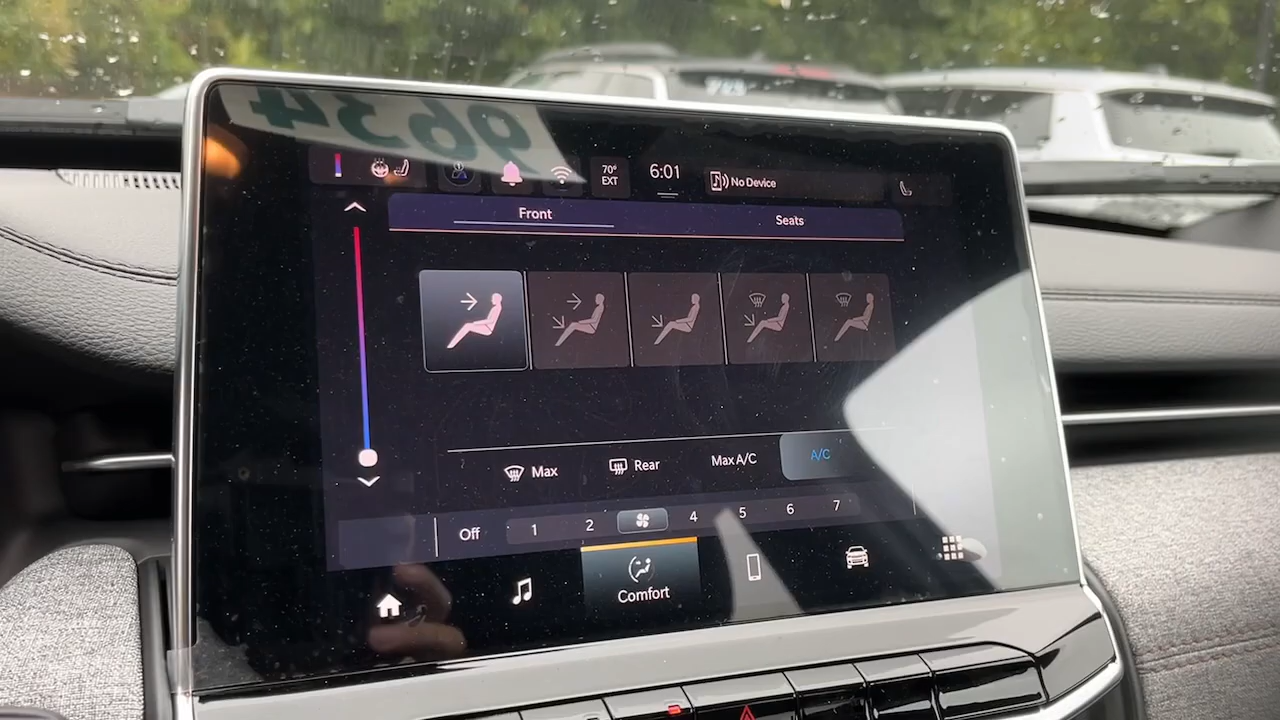 9634
70°
EXT
6:01
No Device
Front
Seats
Max
Rear
Max A/C
A/C
Off
1
2
4
5
6
7
Comfort